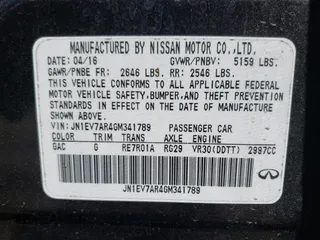 MANUFACTURED BY NISSAN MOTOR CO.,LTD.
DATE: 04/16 GVWR/PNBV: 5159 LBS.
GAWR/PNBE FR: 2646 LBS. RR: 2546 LBS.
THIS VEHICLE CONFORMS TO ALL APPLICABLE FEDERAL
MOTOR VEHICLE SAFETY,BUMPER,AND THEFT PREVENTION
STANDARDS IN EFFECT ON THE DATE OF MANUFACTURE
SHOWN ABOVE.
VIN: JN1EV7AR4GM341789 PASSENGER CAR
COLOR TRIM TRANS AXLE ENGINE
GAC G RE7R01A RG29 VR30(DDTT) 2997CC
JN1EV7AR4GM341789